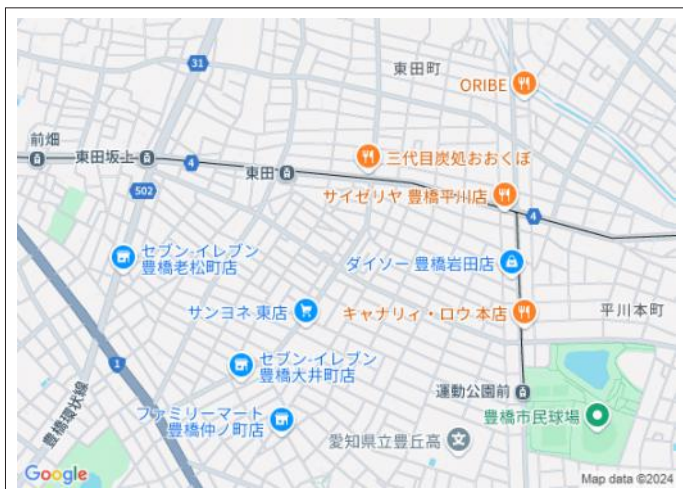 31
東田町
4
ORIBE
前畑
東田坂上
4
東田
三代目炭処おおくぼ
502
サイゼリヤ 豊橋平川店
4
セブン-イレブン
豊橋老松町店
ダイソー 豊橋岩田店
サンヨネ 東店
キャナリィ・ロウ 本店
平川本町
1
セブン-イレブン
豊橋大井町店
運動公園前
豊橋環状線
ファミリーマート
豊橋仲ノ町店
豊橋市民球場
愛知県立豊丘高
Google
Map data ©2024